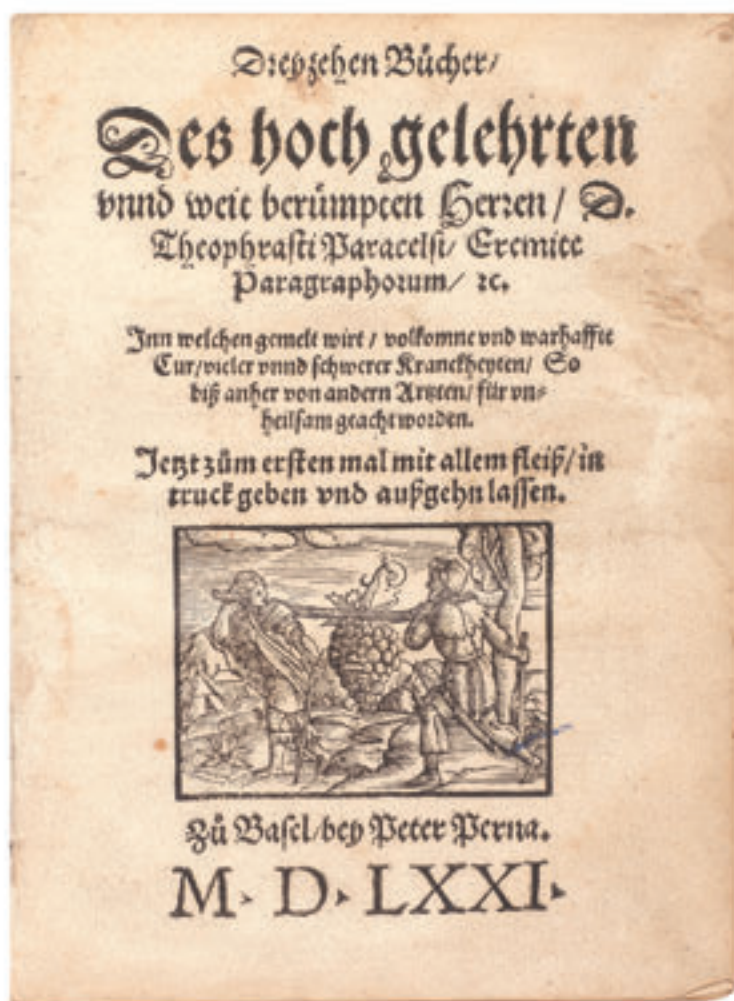 Dreyzehen Bücher/
Des hoch gelehrten
vnnd weit berümpten Herren / D.
Theophrasti Paracelsi/ Eremite
Paragraphorum/ ꝛc.
Inn welchen gemelt wirt / volkomne vnd warhaffte
Cur/vieler vnnd schwerer Kranckheyten/ So
biß anher von andern Artzten/ für vn⸗
heilsam geacht worden.
Jetzt zům ersten mal mit allem fleiß/ in
truck geben vnd außgehn lassen.
Zů Basel/bey Peter Perna.
M. D. LXXI.